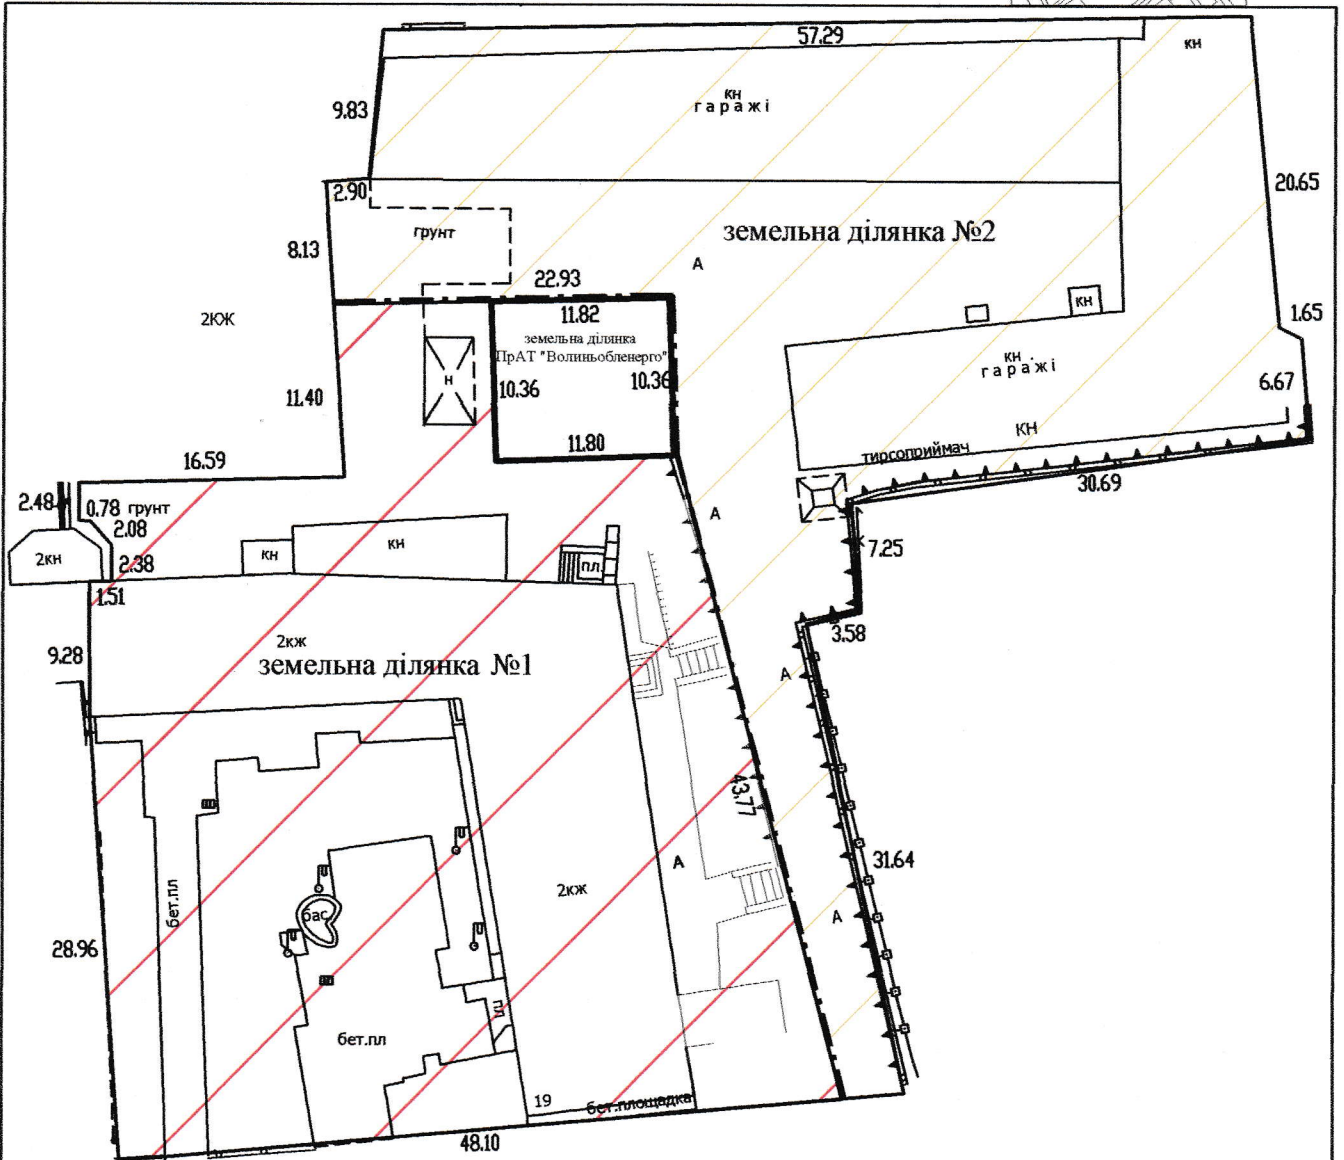 57.29
кн
кн
гаражі
9.83
2.90
20.65
грунт
земельна ділянка №2
8.13
А
22.93
11.82
кн
1.65
2КЖ
земельна ділянка
ПрАТ "Волиньобленерго"
кн
гаражі
н
10.36
10.36
6.67
11.40
КН
11.80
тирсоприймач
16.59
30.69
2.48
0.78
грунт
А
2.08
2кн
2.38
кн
кн
пл.
7.25
1.51
3.58
2кж
9.28
земельна ділянка №1
А
43,77
31.64
А
2кж
бет.пл
бас
А
28.96
пл
бет.пл
19
бет.площадка
48.10